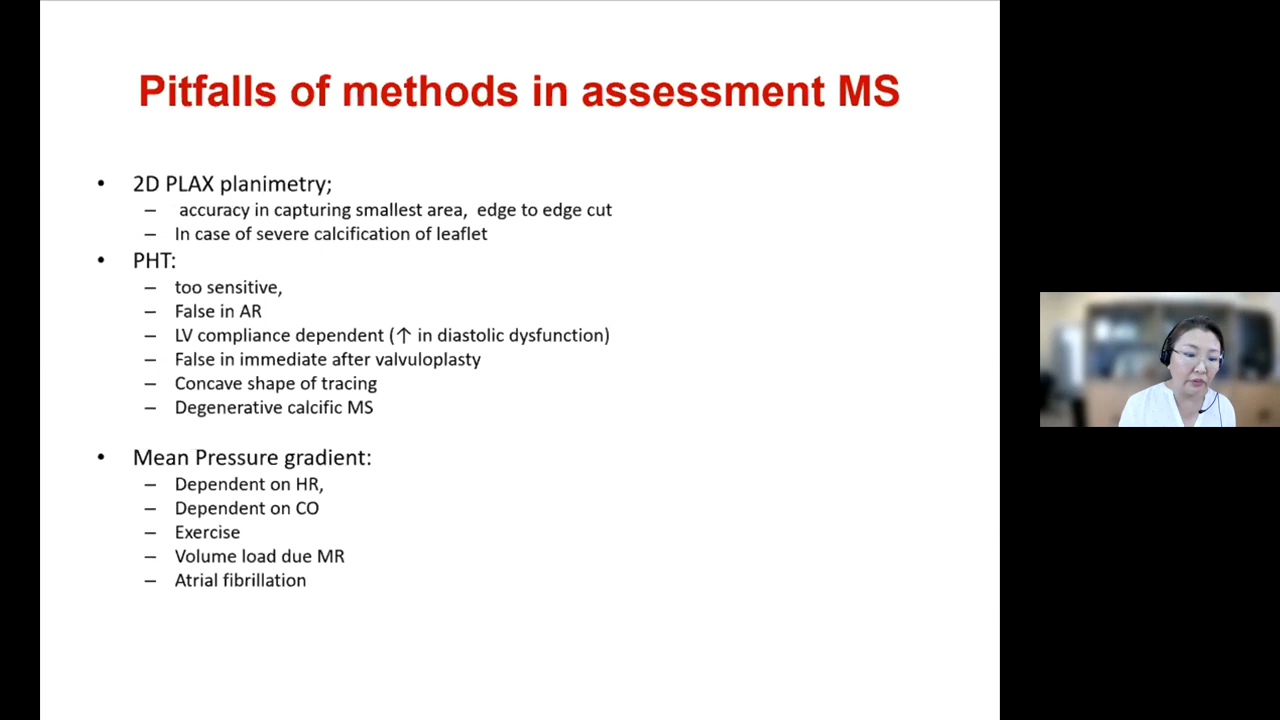 Pitfalls of methods in assessment MS
• 2D PLAX planimetry;
– accuracy in capturing smallest area, edge to edge cut
– In case of severe calcification of leaflet
• PHT:
– too sensitive,
– False in AR
– LV compliance dependent (↑ in diastolic dysfunction)
– False in immediate after valvuloplasty
– Concave shape of tracing
– Degenerative calcific MS
• Mean Pressure gradient:
– Dependent on HR,
– Dependent on CO
– Exercise
– Volume load due MR
– Atrial fibrillation